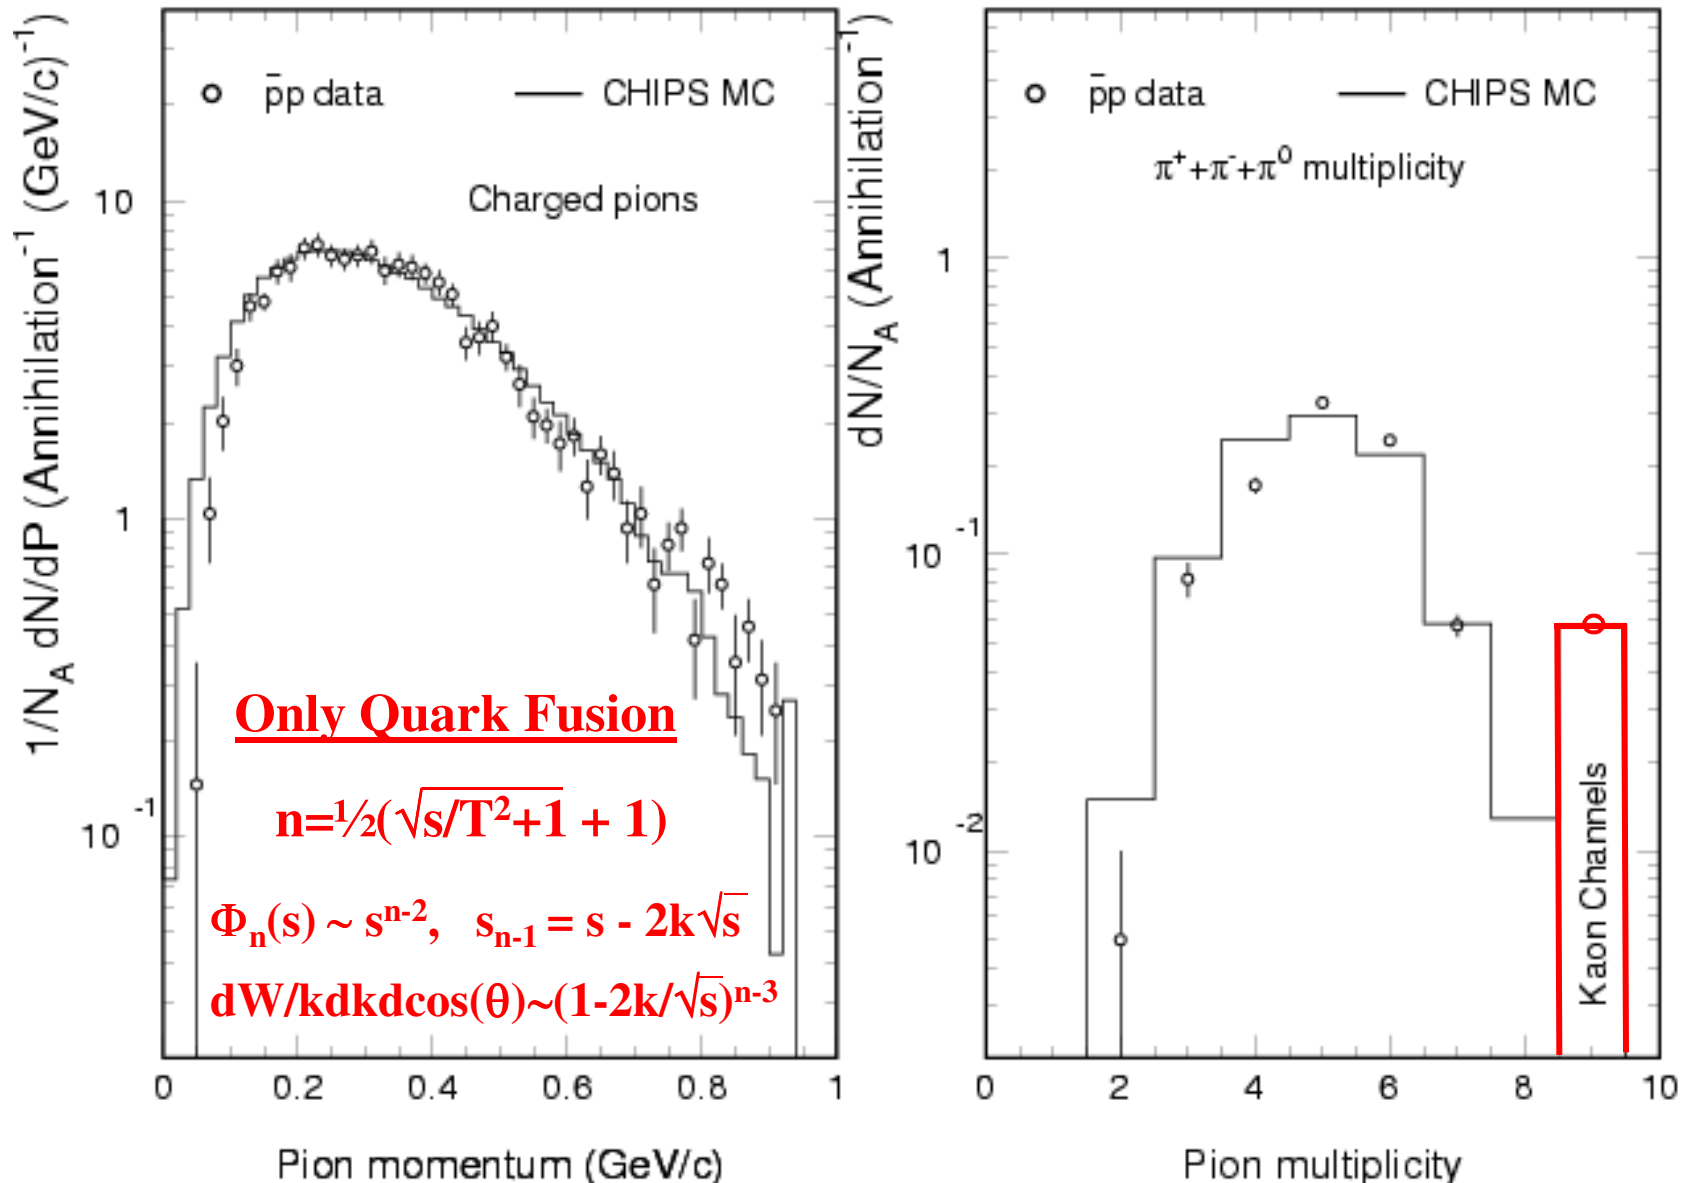 1/N_A dN/dP (Annihilation⁻¹ (GeV/c)⁻¹)
p̄p data
CHIPS MC
Charged pions
10
1
10⁻¹
Only Quark Fusion
n=½(√s/T²+1 + 1)
Φₙ(s) ~ sⁿ⁻², sₙ₋₁ = s - 2k√s
dW/kdkdcos(θ)~(1-2k/√s)ⁿ⁻³
0 0.2 0.4 0.6 0.8 1
Pion momentum (GeV/c)
dN/N_A (Annihilation⁻¹)
p̄p data
CHIPS MC
π⁺+π⁻+π⁰ multiplicity
1
10⁻¹
10⁻²
Kaon Channels
0 2 4 6 8 10
Pion multiplicity